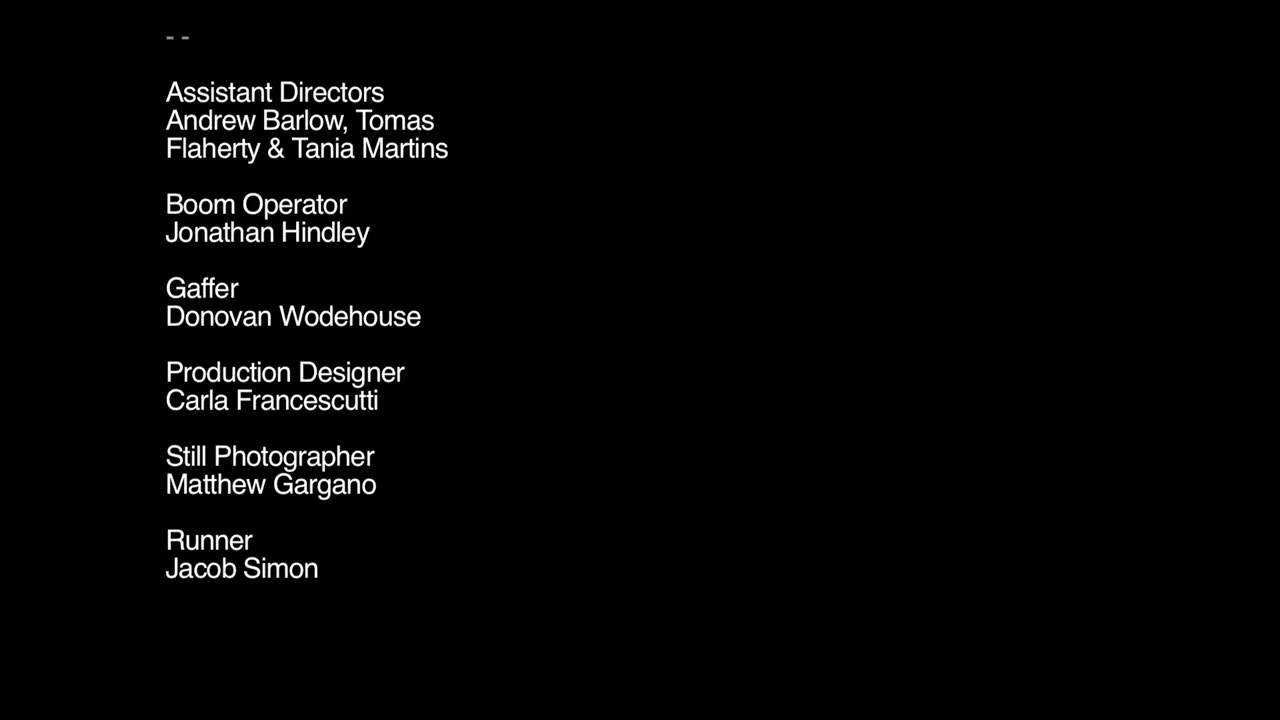 - -
Assistant Directors
Andrew Barlow, Tomas
Flaherty & Tania Martins
Boom Operator
Jonathan Hindley
Gaffer
Donovan Wodehouse
Production Designer
Carla Francescutti
Still Photographer
Matthew Gargano
Runner
Jacob Simon